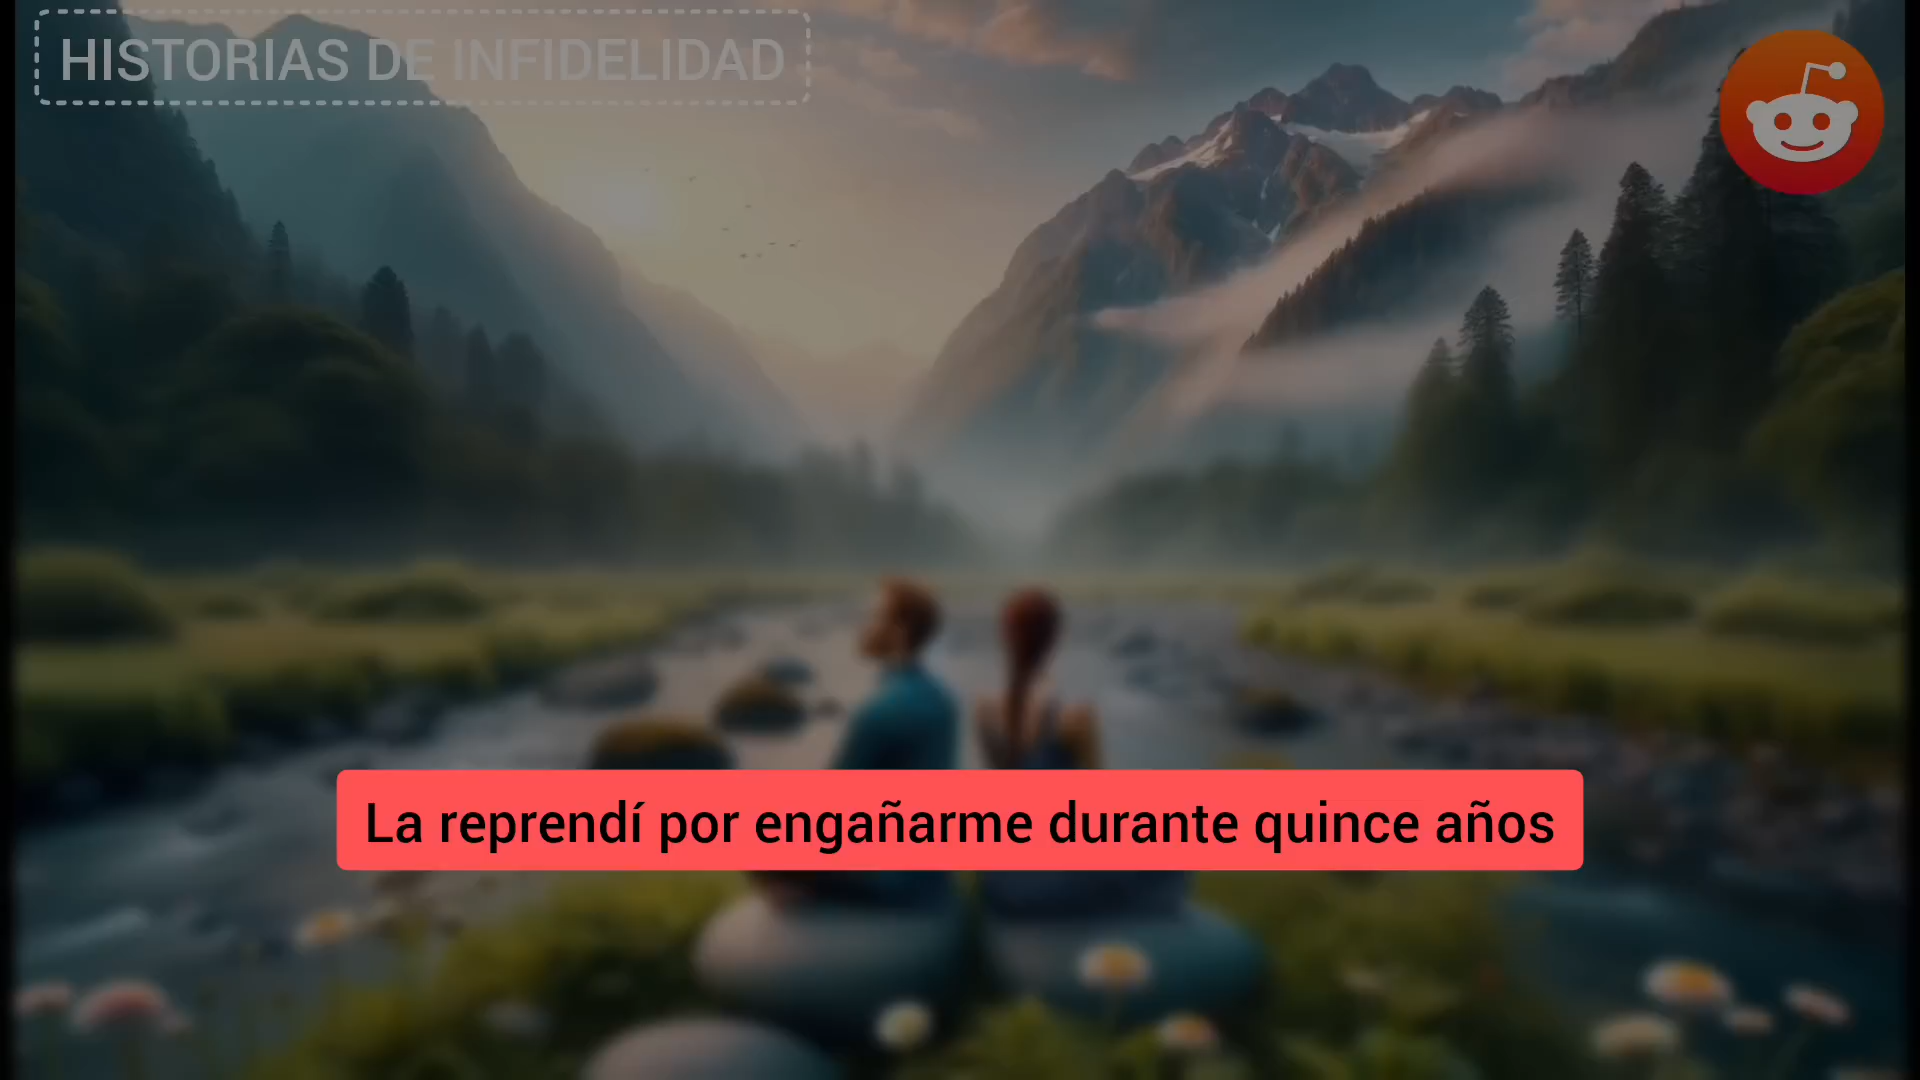 HISTORIAS DE INFIDELIDAD
La reprendí por engañarme durante quince años